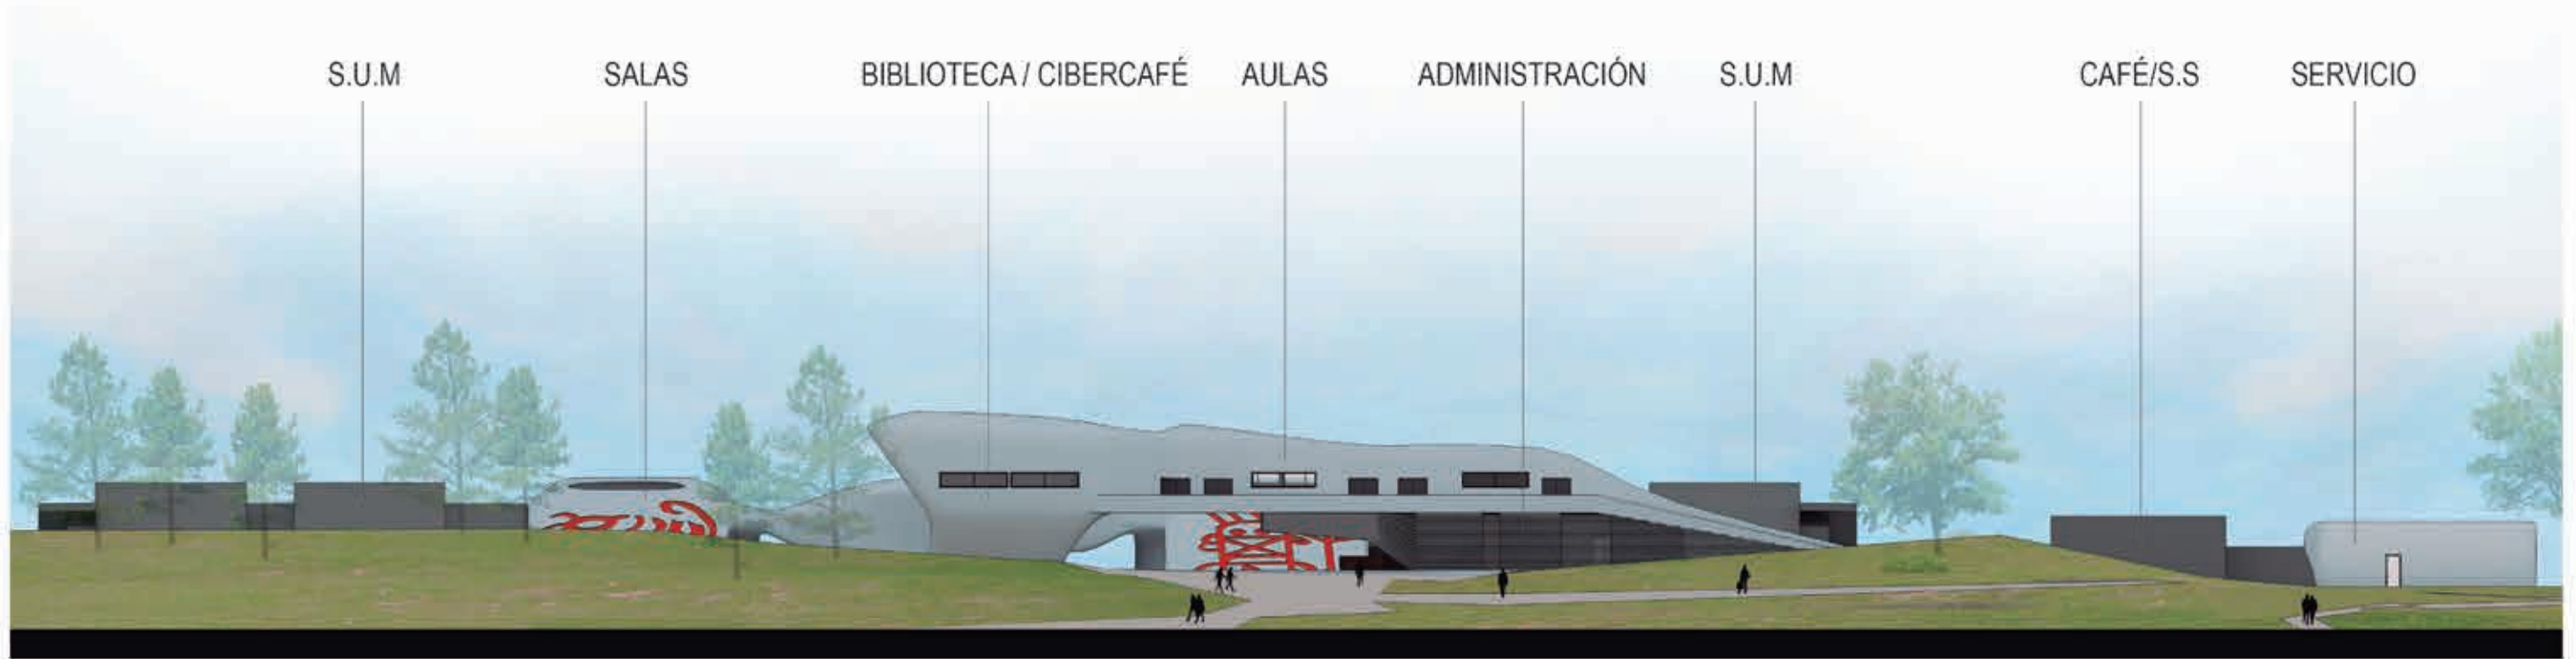 S.U.M
SALAS
BIBLIOTECA / CIBERCAFÉ
AULAS
ADMINISTRACIÓN
S.U.M
CAFÉ/S.S
SERVICIO